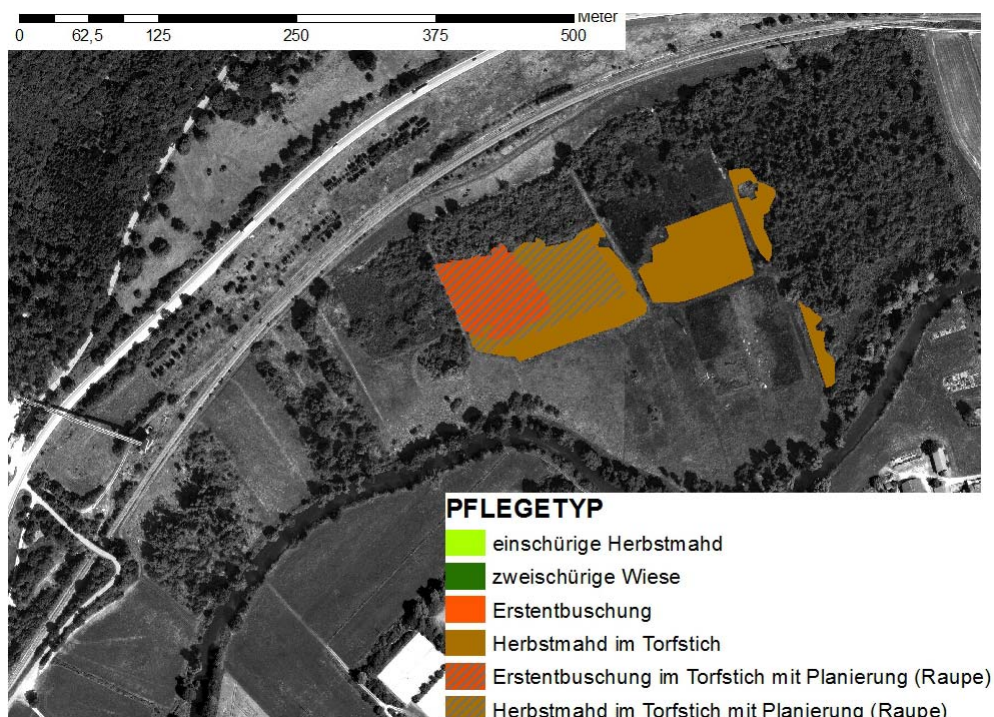 Meter
0 62,5 125 250 375 500
PFLEGETYP
einschürige Herbstmahd
zweischürige Wiese
Erstentbuschung
Herbstmahd im Torfstich
Erstentbuschung im Torfstich mit Planierung (Raupe)
Herbstmahd im Torfstich mit Planierung (Raupe)